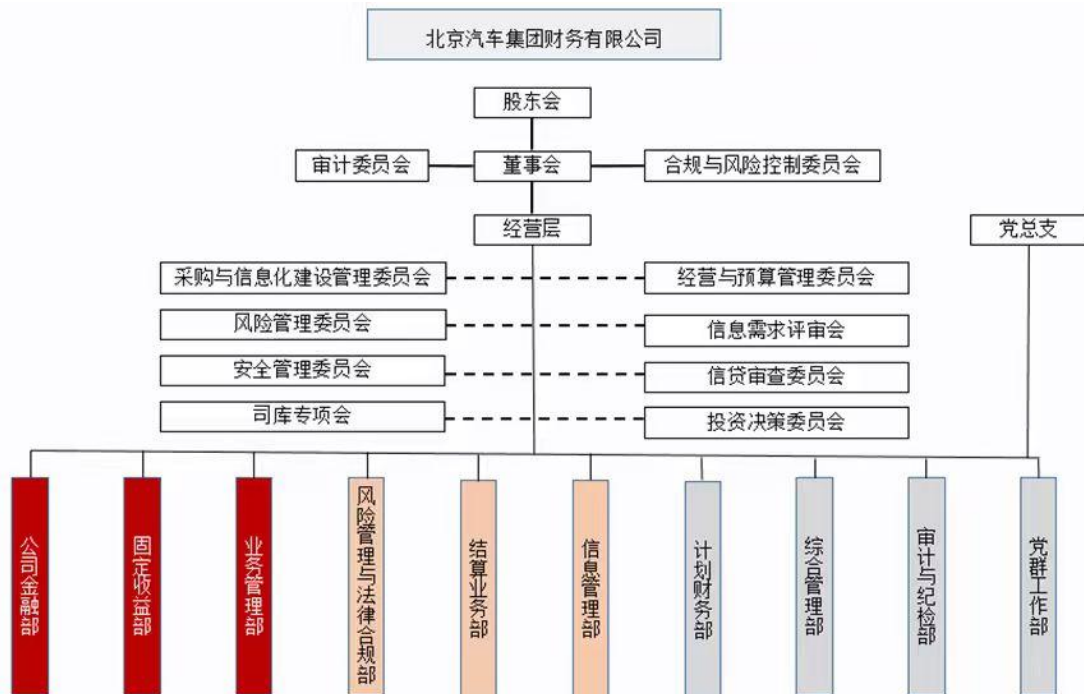 北京汽车集团财务有限公司
股东会
审计委员会
董事会
合规与风险控制委员会
经营层
党总支
采购与信息化建设管理委员会
经营与预算管理委员会
风险管理委员会
信息需求评审会
安全管理委员会
信贷审查委员会
司库专项会
投资决策委员会
公司金融部
固定收益部
业务管理部
风险管理与法律合规部
结算业务部
信息管理部
计划财务部
综合管理部
审计与纪检部
党群工作部